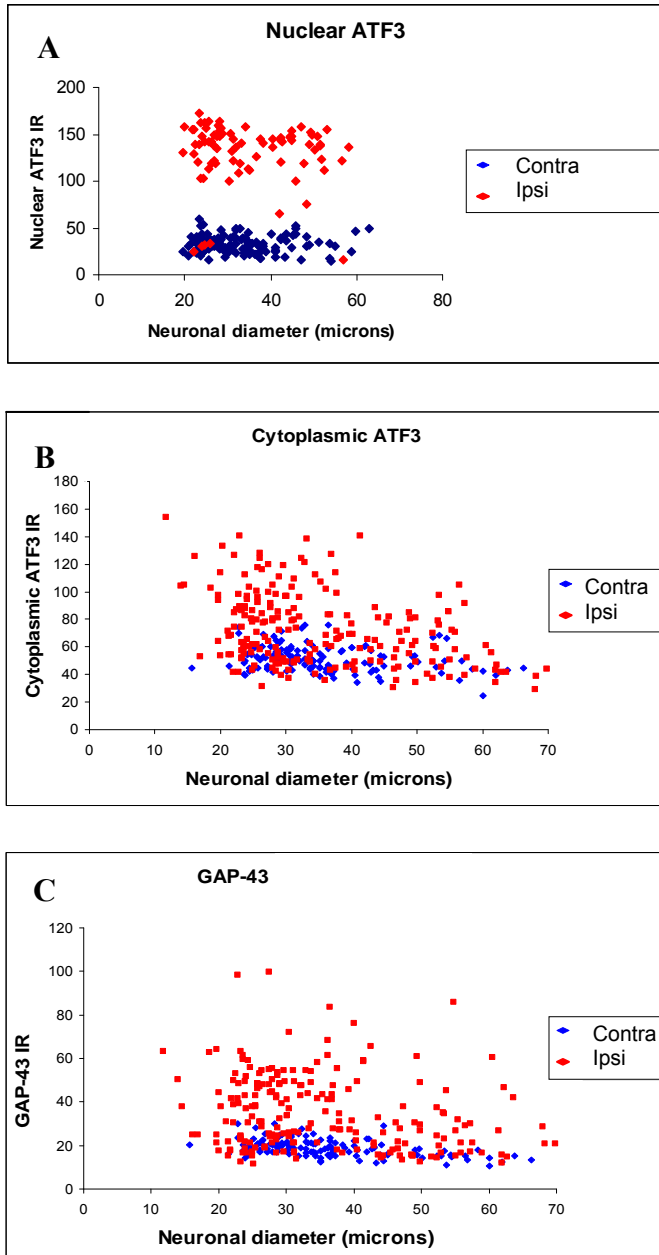 A
Nuclear ATF3
200
150
100
50
0
Nuclear ATF3 IR
0 20 40 60 80
Neuronal diameter (microns)
Contra
Ipsi
B
Cytoplasmic ATF3
180
160
140
120
100
80
60
40
20
0
Cytoplasmic ATF3 IR
0 10 20 30 40 50 60 70
Neuronal diameter (microns)
Contra
Ipsi
C
GAP-43
120
100
80
60
40
20
0
GAP-43 IR
0 10 20 30 40 50 60 70
Neuronal diameter (microns)
Contra
Ipsi